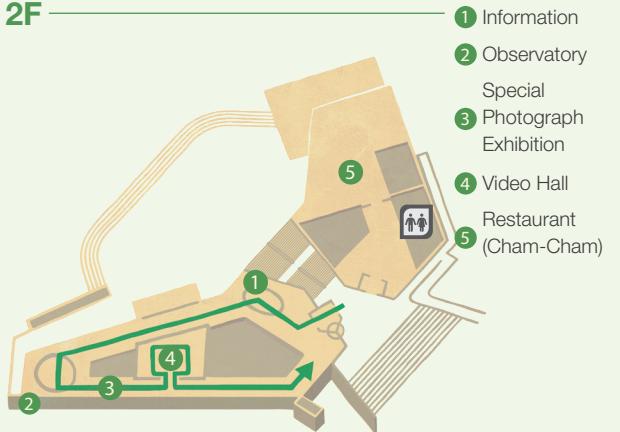 2F
1 Information
2 Observatory
Special
3 Photograph
Exhibition
4 Video Hall
Restaurant
5 (Cham-Cham)
5
1
4
3
2